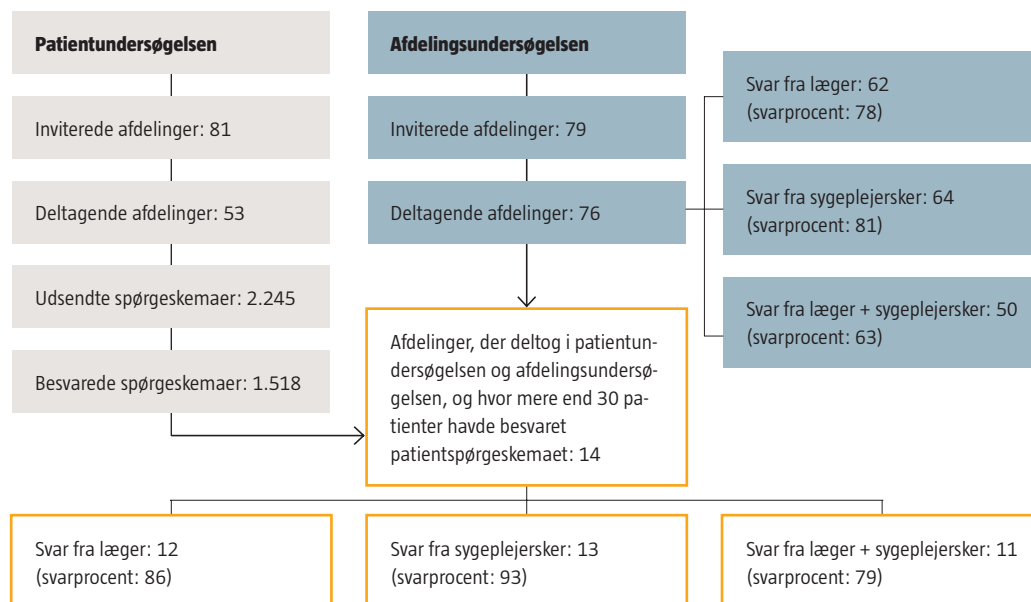 Patientundersøgelsen
Inviterede afdelinger: 81
Deltagende afdelinger: 53
Udsendte spørgeskemaer: 2.245
Besvarede spørgeskemaer: 1.518
Afdelingsundersøgelsen
Inviterede afdelinger: 79
Deltagende afdelinger: 76
Svar fra læger: 62
(svarprocent: 78)
Svar fra sygeplejersker: 64
(svarprocent: 81)
Svar fra læger + sygeplejersker: 50
(svarprocent: 63)
Afdelinger, der deltog i patientun-
dersøgelsen og afdelingsundersø-
gelsen, og hvor mere end 30 pa-
tienter havde besvaret
patientspørgeskemaet: 14
Svar fra læger: 12
(svarprocent: 86)
Svar fra sygeplejersker: 13
(svarprocent: 93)
Svar fra læger + sygeplejersker: 11
(svarprocent: 79)